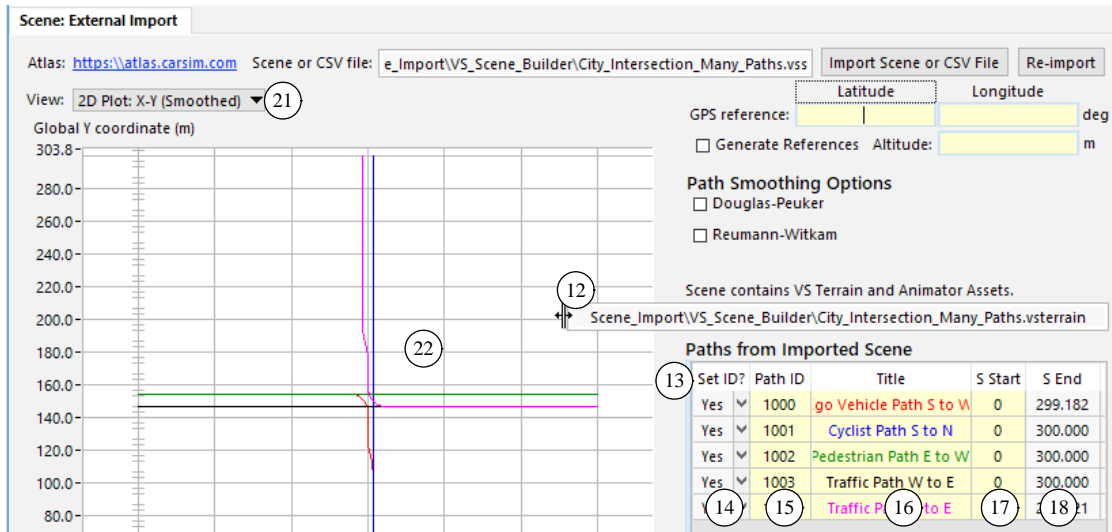 Scene: External Import
Atlas: https:\\atlas.carsim.com Scene or CSV file: e_Import\VS_Scene_Builder\City_Intersection_Many_Paths.vss Import Scene or CSV File Re-import
View: 2D Plot: X-Y (Smoothed) 21
Latitude Longitude
GPS reference: deg
Global Y coordinate (m)
Generate References Altitude: m
303.8
280.0
260.0
240.0
220.0
200.0
180.0
160.0
140.0
120.0
100.0
80.0
22
Path Smoothing Options
Douglas-Peuker
Reumann-Witkam
12
Scene contains VS Terrain and Animator Assets.
Scene_Import\VS_Scene_Builder\City_Intersection_Many_Paths.vsterrain
Paths from Imported Scene
13 Set ID? Path ID Title S Start S End
Yes 1000 go Vehicle Path S to W 0 299.182
Yes 1001 Cyclist Path S to N 0 300.000
Yes 1002 Pedestrian Path E to W 0 300.000
Yes 1003 Traffic Path W to E 0 300.000
14 15 Traffic 16 to E 17 18